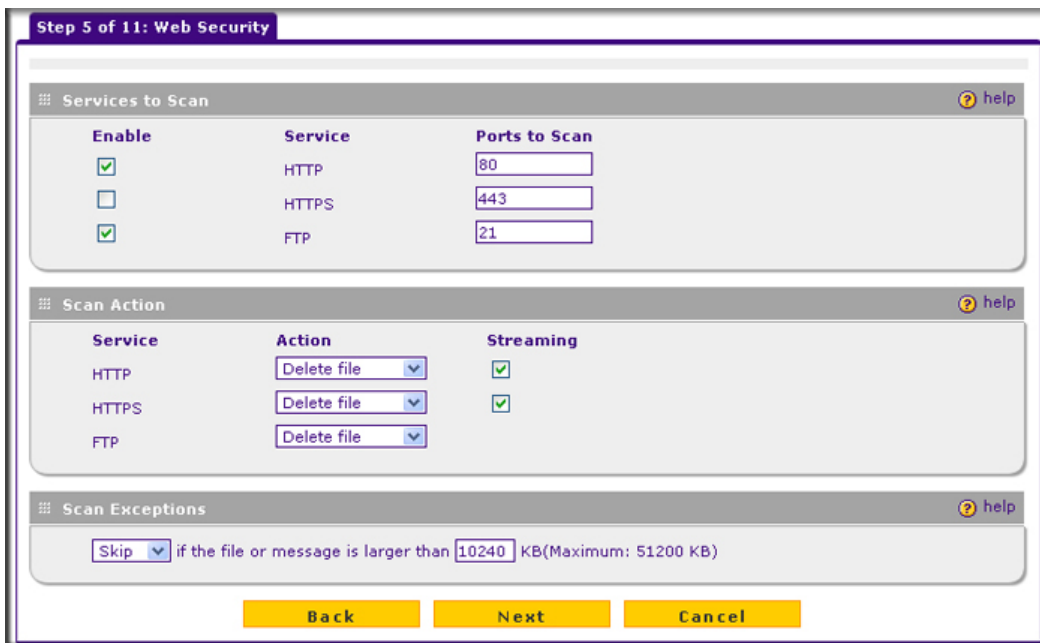 Step 5 of 11: Web Security
Services to Scan
help
Enable Service Ports to Scan
HTTP 80
HTTPS 443
FTP 21
Scan Action
help
Service Action Streaming
HTTP Delete file
HTTPS Delete file
FTP Delete file
Scan Exceptions
help
Skip if the file or message is larger than 10240 KB(Maximum: 51200 KB)
Back Next Cancel